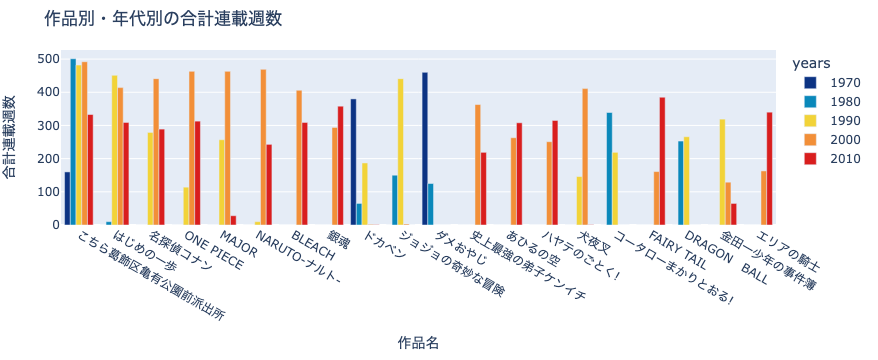 作品別・年代別の合計連載週数
合計連載週数
500
400
300
200
100
0
years
1970
1980
1990
2000
2010
こちら葛飾区亀有公園前派出所
はじめの一歩
名探偵コナン
ONE PIECE
MAJOR
NARUTO-ナルト-
BLEACH
銀魂
ドカベン
ジョジョの奇妙な冒険
ダメおやじ
史上最強の弟子ケンイチ
あひるの空
ハヤテのごとく!
犬夜叉
コータローまかりとおる!
FAIRY TAIL
DRAGON BALL
金田一少年の事件簿
エリアの騎士
作品名